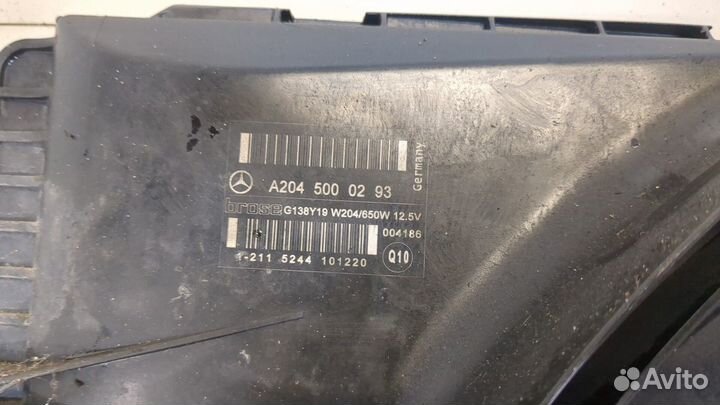 A204 500 02 93
Germany
brose G138Y19 W204/650W 12.5V
004186
1-211 5244 101220
Q10
Avito